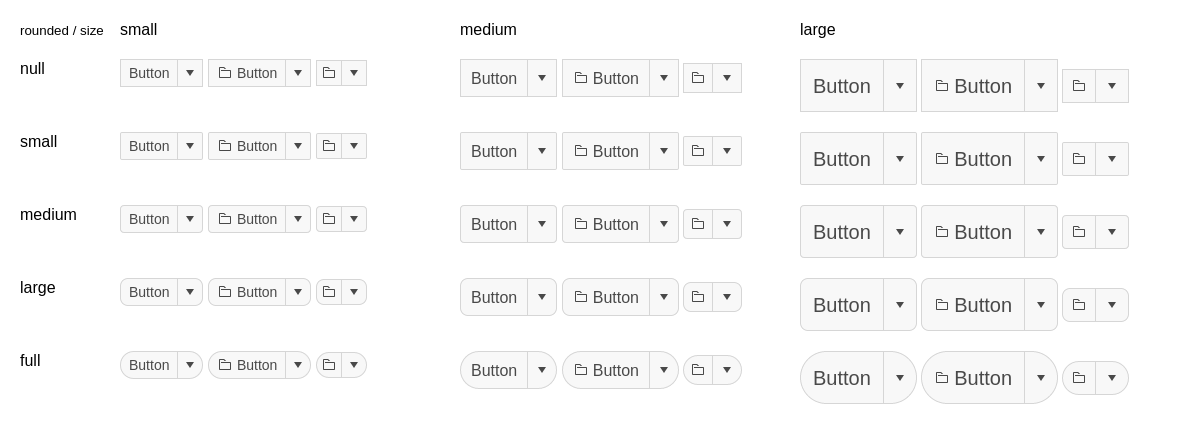 rounded / size small medium large
null Button Button Button Button Button Button
small Button Button Button Button Button Button
medium Button Button Button Button Button Button
large Button Button Button Button Button Button
full Button Button Button Button Button Button